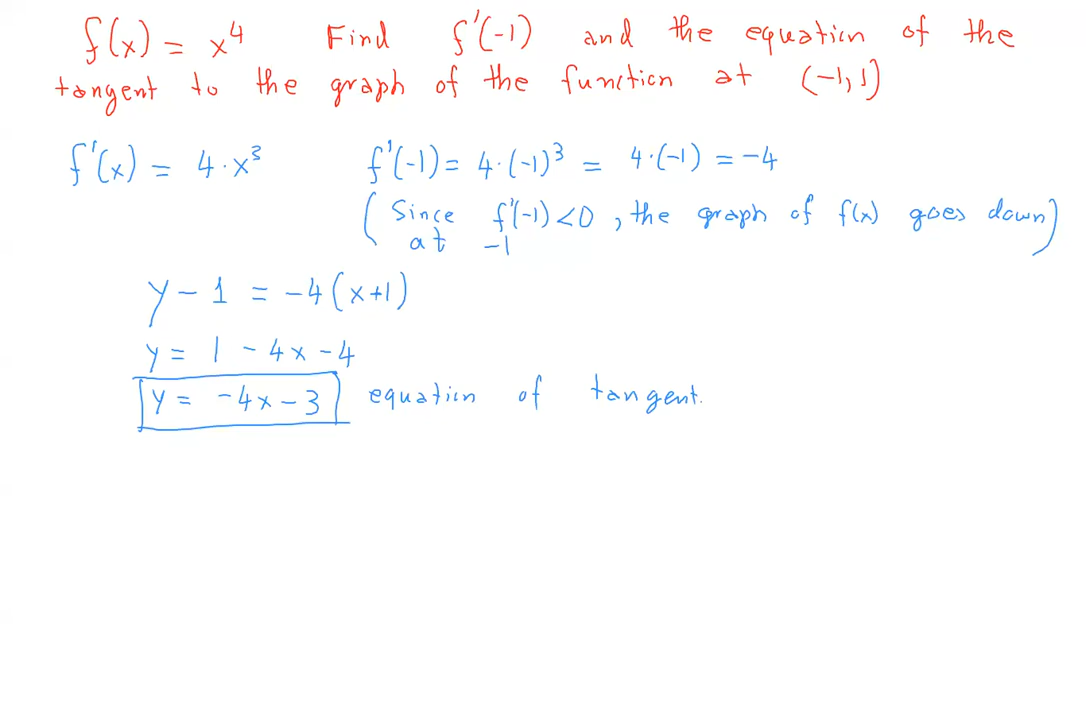 f(x) = x⁴ Find f'(-1) and the equation of the
tangent to the graph of the function at (-1, 1)
f'(x) = 4·x³ f'(-1) = 4·(-1)³ = 4·(-1) = -4
(Since f'(-1) < 0, the graph of f(x) goes down
at -1)
y - 1 = -4(x+1)
y = 1 - 4x - 4
y = -4x - 3 equation of tangent.